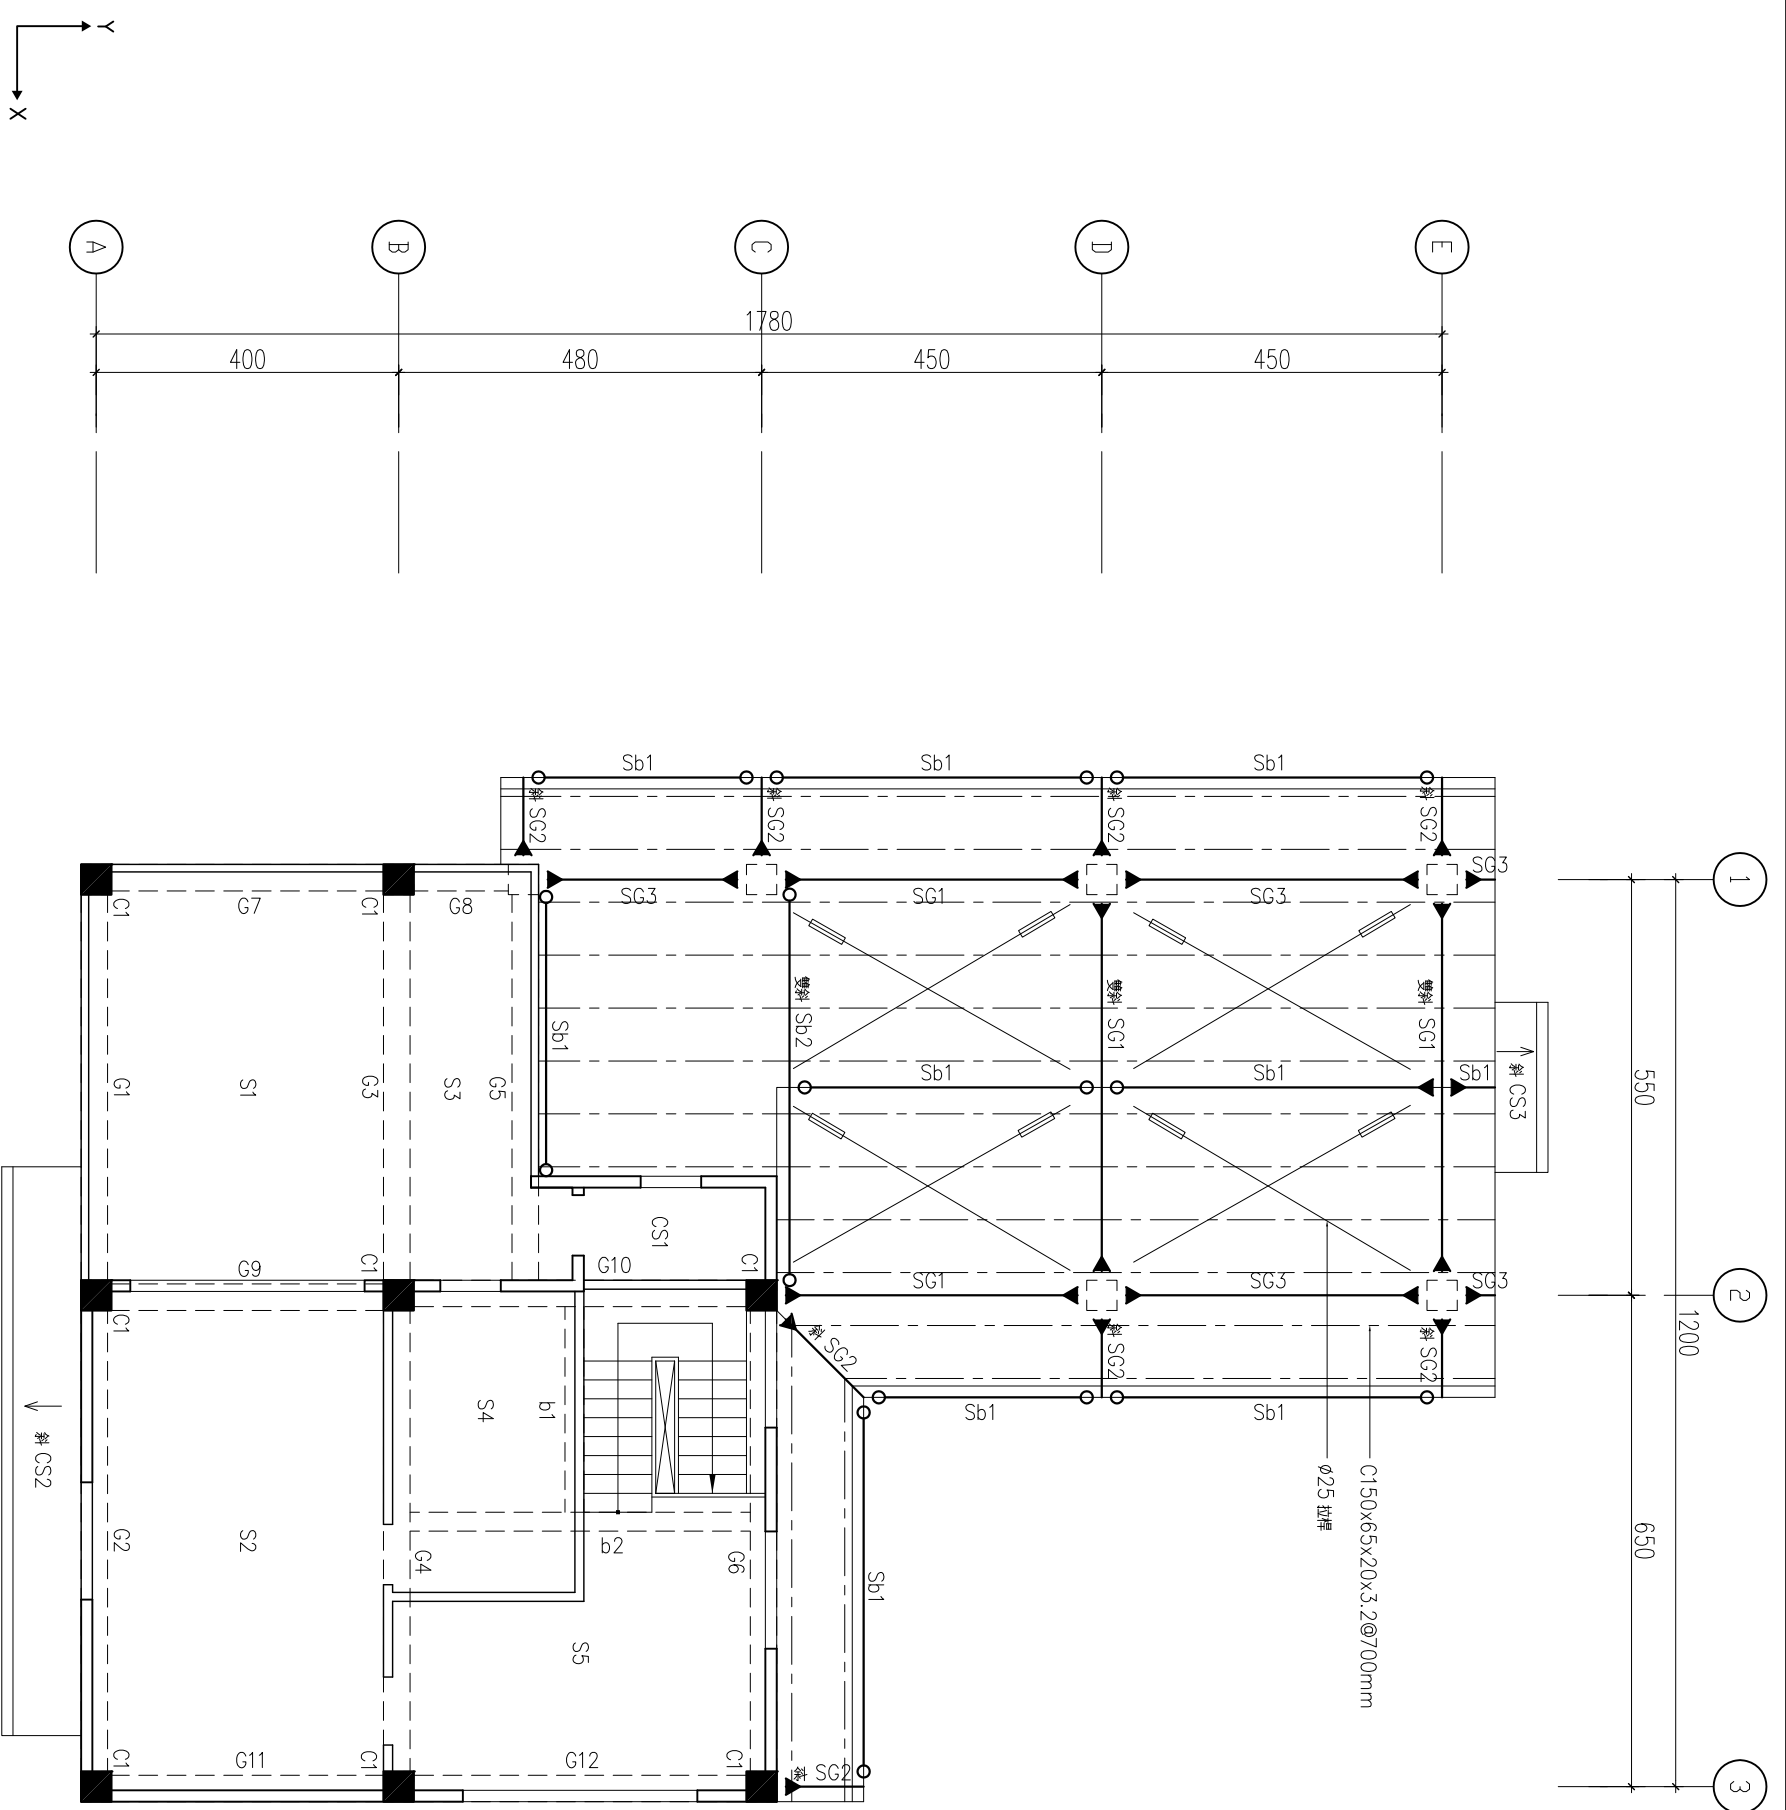 Y
X
A
B
C
D
E
1780
400
480
450
450
1
Sb1
Sb1
Sb1
斜 SG2
斜 SG2
斜 SG2
斜 SG2
SG3
SG3
SG1
SG3
C1
G7
C1
G8
雙斜 Sb2
雙斜 SG1
雙斜 SG1
Sb1
Sb1
Sb1
Sb1
斜 CS3
550
G1
S1
G3
S3
G5
CS1
C1
G9
G10
C1
SG1
SG3
SG3
2
1200
C1
斜 SG2
斜 SG2
斜 SG2
Sb1
Sb1
S4
b1
斜 CS2
Ø25 拉桿
C150x65x20x3.2@700mm
650
G2
S2
G4
b2
G6
Sb1
S5
C1
G11
C1
G12
C1
斜 SG2
3